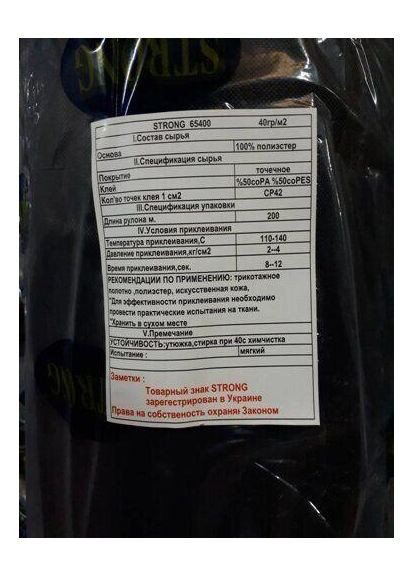 STRONG
STRONG 65400 40гр/м2
I.Состав сырья
Основа 100% полиэстер
II.Спецификация сырья
Покрытие точечное
Клей %50coPA %50coPES
Кол'во точек клея 1 см2 CP42
III.Спецификация упаковки
Длина рулона м. 200
IV.Условия приклеивания
Температура приклеивания,С 110-140
Давление приклеивания,кг/см2 2--4
Время приклеивания,сек. 8--12
РЕКОМЕНДАЦИИ ПО ПРИМЕНЕНИЮ: трикотажное
полотно ,полиэстер, искусственная кожа,
*Для эффективности приклеивания необходимо
провести практические испытания на ткани.
*Хранить в сухом месте
V.Примечание
УСТОЙЧИВОСТЬ:утюжка,стирка при 40с химчистка
Испытание : мягкий
Заметки :
Товарный знак STRONG
зарегестрирован в Украине
Права на собственость охраня Законом
STRONG